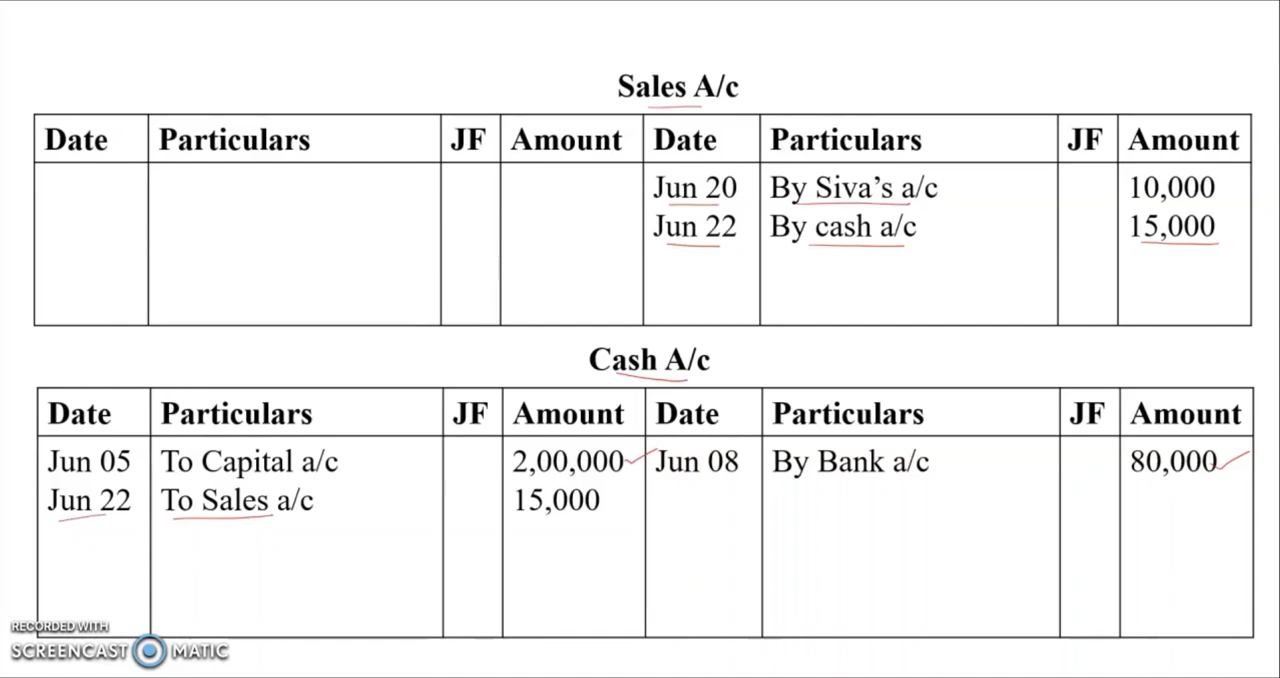 Sales A/c
Date Particulars JF Amount Date Particulars JF Amount
Jun 20 By Siva’s a/c 10,000
Jun 22 By cash a/c 15,000
Cash A/c
Date Particulars JF Amount Date Particulars JF Amount
Jun 05 To Capital a/c 2,00,000 Jun 08 By Bank a/c 80,000
Jun 22 To Sales a/c 15,000
RECORDED WITH
SCREENCAST MATIC